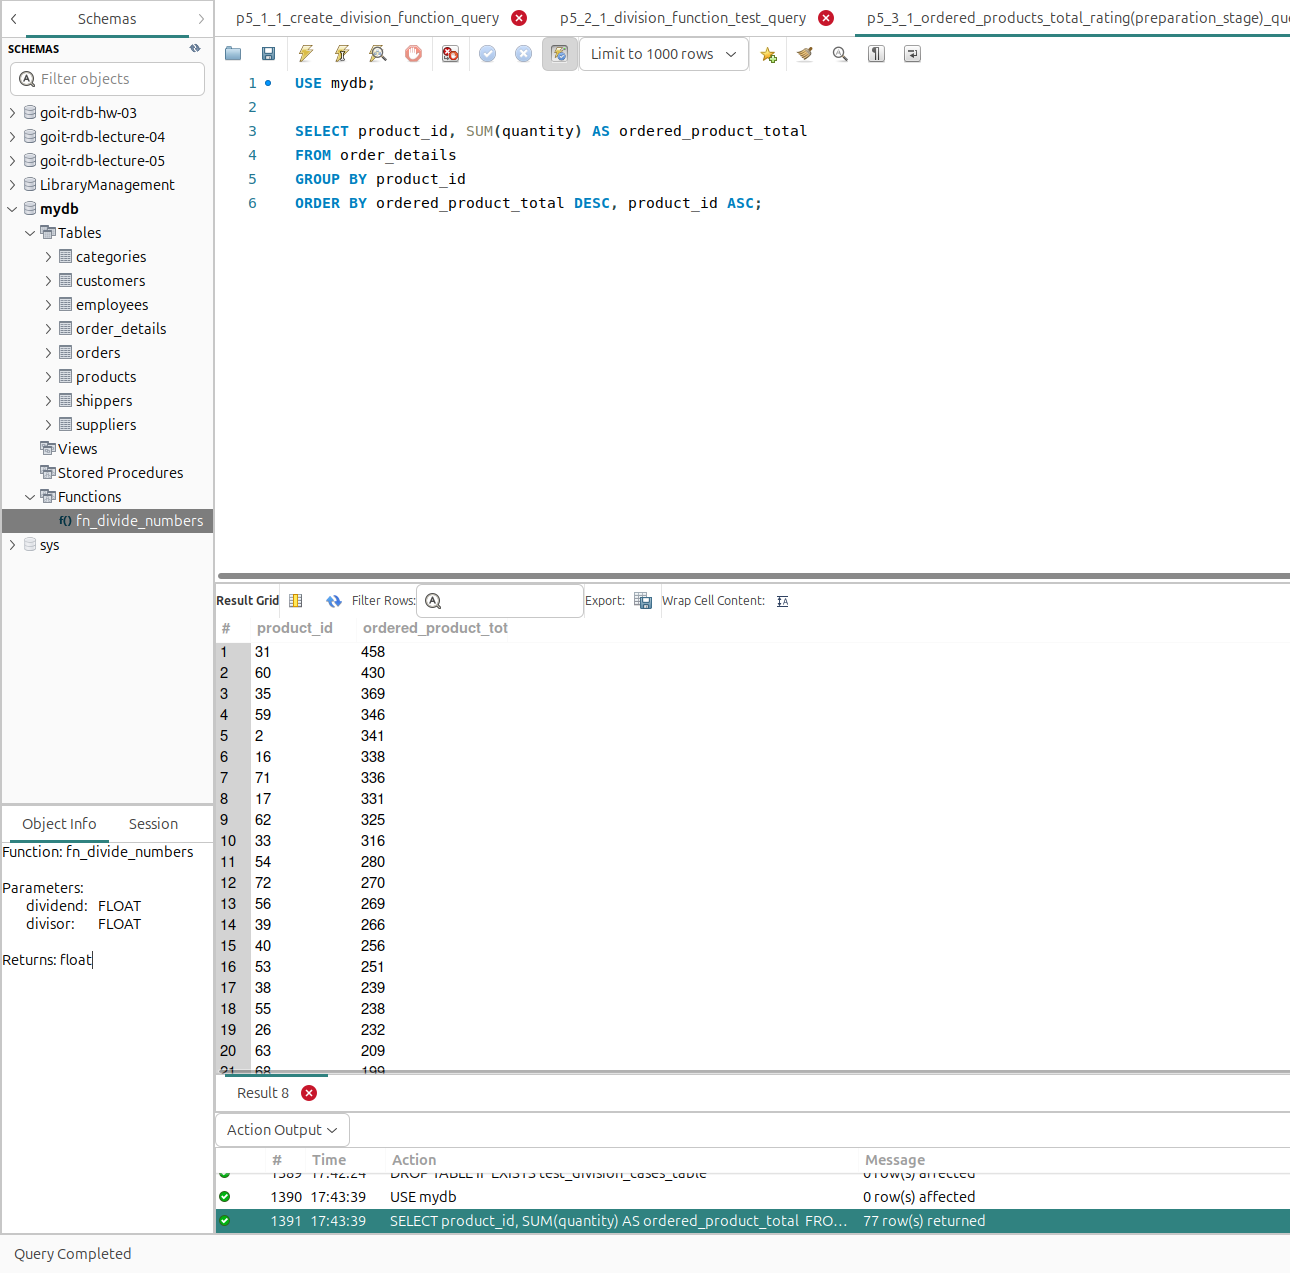 Schemas
SCHEMAS
Filter objects
goit-rdb-hw-03
goit-rdb-lecture-04
goit-rdb-lecture-05
LibraryManagement
mydb
Tables
categories
customers
employees
order_details
orders
products
shippers
suppliers
Views
Stored Procedures
Functions
f() fn_divide_numbers
sys
Object Info Session
Function: fn_divide_numbers
Parameters:
dividend: FLOAT
divisor: FLOAT
Returns: float
p5_1_1_create_division_function_query p5_2_1_division_function_test_query p5_3_1_ordered_products_total_rating(preparation_stage)_qu
Limit to 1000 rows
1 USE mydb;
2
3 SELECT product_id, SUM(quantity) AS ordered_product_total
4 FROM order_details
5 GROUP BY product_id
6 ORDER BY ordered_product_total DESC, product_id ASC;
Result Grid Filter Rows: Export: Wrap Cell Content:
# product_id ordered_product_tot
1 31 458
2 60 430
3 35 369
4 59 346
5 2 341
6 16 338
7 71 336
8 17 331
9 62 325
10 33 316
11 54 280
12 72 270
13 56 269
14 39 266
15 40 256
16 53 251
17 38 239
18 55 238
19 26 232
20 63 209
21 68 199
Result 8
Action Output
# Time Action Message
1389 17:42:24 DROP TABLE IF EXISTS test_division_cases_table 0 row(s) affected
1390 17:43:39 USE mydb 0 row(s) affected
1391 17:43:39 SELECT product_id, SUM(quantity) AS ordered_product_total FRO... 77 row(s) returned
Query Completed